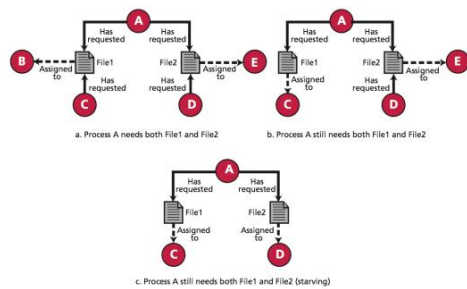 A
A
Has
requested
Has
requested
Has
requested
Has
requested
B
File1
File2
E
File1
File2
E
Assigned
to
Assigned
to
Assigned
to
Assigned
to
Has
requested
Has
requested
Has
requested
C
D
C
D
a. Process A needs both File1 and File2
b. Process A still needs both File1 and File2
A
Has
requested
Has
requested
File1
File2
Assigned
to
Assigned
to
C
D
c. Process A still needs both File1 and File2 (starving)